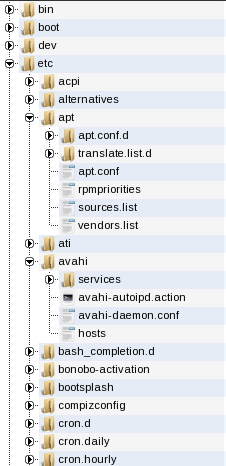 bin
boot
dev
etc
acpi
alternatives
apt
apt.conf.d
translate.list.d
apt.conf
rpmpriorities
sources.list
vendors.list
ati
avahi
services
avahi-autoipd.action
avahi-daemon.conf
hosts
bash_completion.d
bonobo-activation
bootsplash
compizconfig
cron.d
cron.daily
cron.hourly